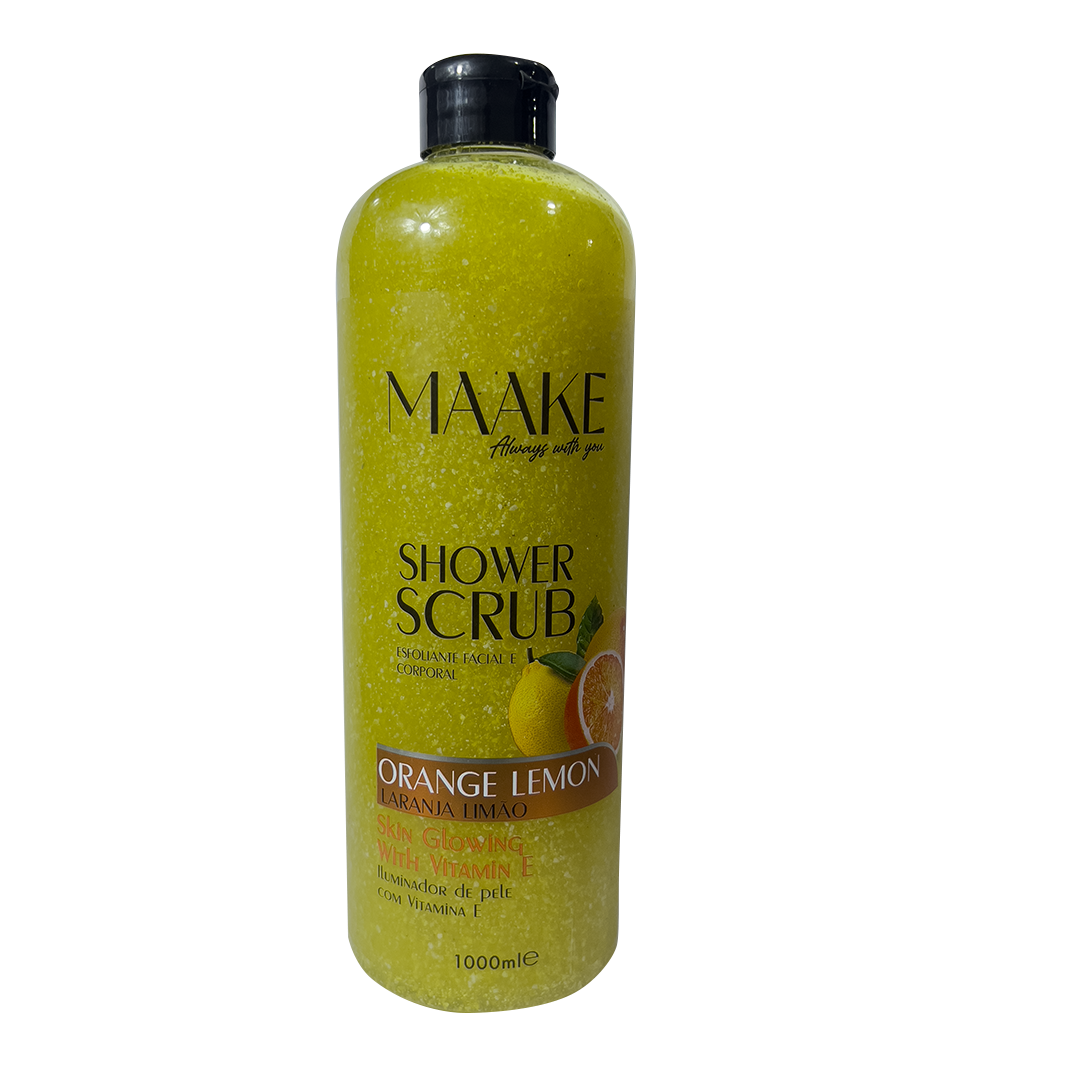 MAAKE
Always with you
SHOWER
SCRUB
ESFOLIANTE FACIAL E
CORPORAL
ORANGE LEMON
LARANJA LIMÃO
SKIN GLOWING
WITH VITAMIN E
ILUMINADOR DE PELE
COM VITAMINA E
1000ml℮